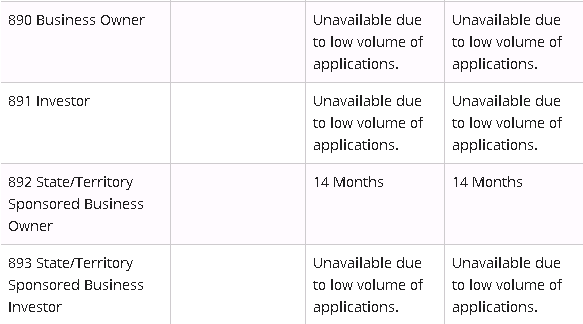 890 Business Owner
Unavailable due
to low volume of
applications.
Unavailable due
to low volume of
applications.
891 Investor
Unavailable due
to low volume of
applications.
Unavailable due
to low volume of
applications.
892 State/Territory
Sponsored Business
Owner
14 Months
14 Months
893 State/Territory
Sponsored Business
Investor
Unavailable due
to low volume of
applications.
Unavailable due
to low volume of
applications.